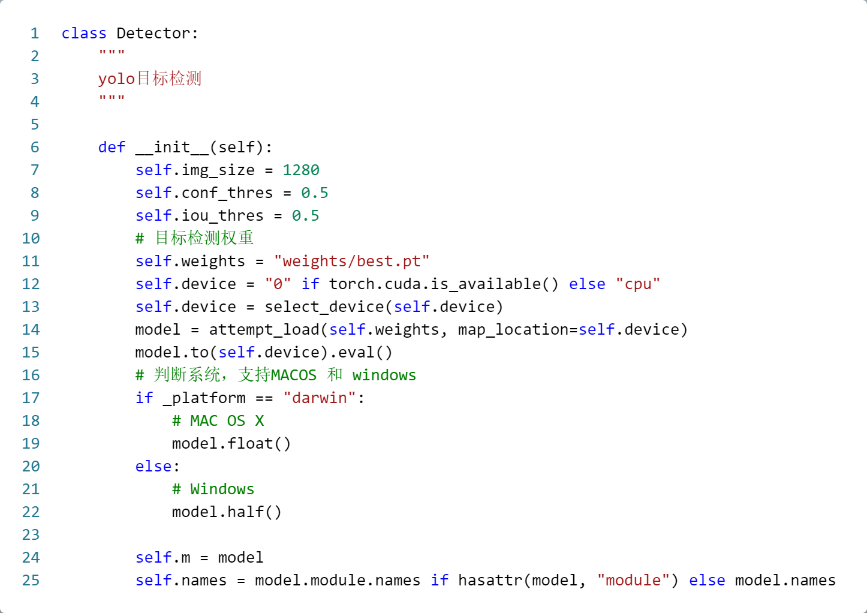 1 class Detector:
2     """
3     yolo目标检测
4     """
5
6     def __init__(self):
7         self.img_size = 1280
8         self.conf_thres = 0.5
9         self.iou_thres = 0.5
10         # 目标检测权重
11         self.weights = "weights/best.pt"
12         self.device = "0" if torch.cuda.is_available() else "cpu"
13         self.device = select_device(self.device)
14         model = attempt_load(self.weights, map_location=self.device)
15         model.to(self.device).eval()
16         # 判断系统，支持MACOS 和 windows
17         if _platform == "darwin":
18             # MAC OS X
19             model.float()
20         else:
21             # Windows
22             model.half()
23
24         self.m = model
25         self.names = model.module.names if hasattr(model, "module") else model.names